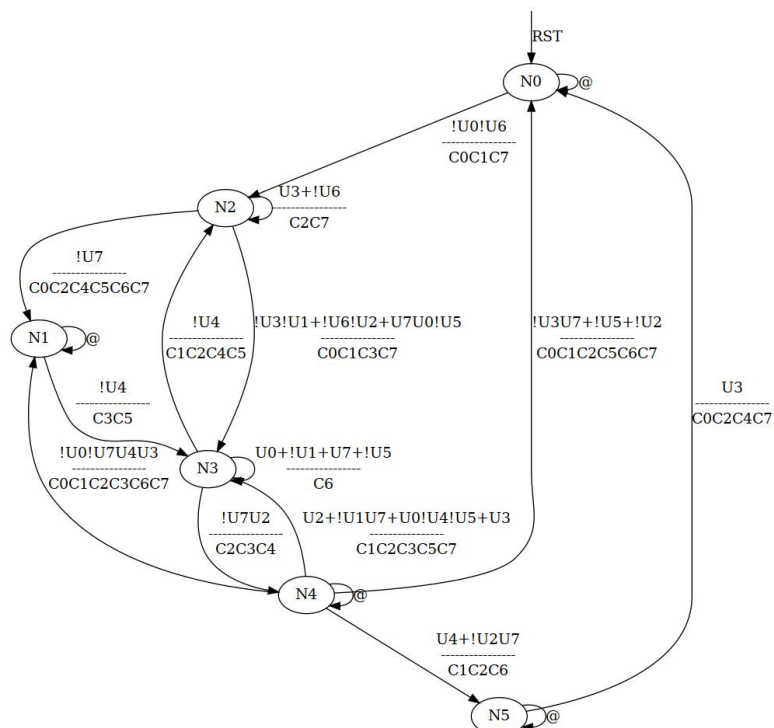 RST
N0
@
!U0!U6
----------------
C0C1C7
U3+!U6
----------------
C2C7
N2
!U7
----------------
C0C2C4C5C6C7
!U4
----------------
C1C2C4C5
!U3!U1+!U6!U2+U7U0!U5
----------------
C0C1C3C7
!U3U7+!U5+!U2
----------------
C0C1C2C5C6C7
N1
@
!U4
----------------
C3C5
U3
----------------
C0C2C4C7
!U0!U7U4U3
----------------
C0C1C2C3C6C7
N3
U0+!U1+U7+!U5
----------------
C6
!U7U2
----------------
C2C3C4
U2+!U1U7+U0!U4!U5+U3
----------------
C1C2C3C5C7
N4
@
U4+!U2U7
----------------
C1C2C6
N5
@